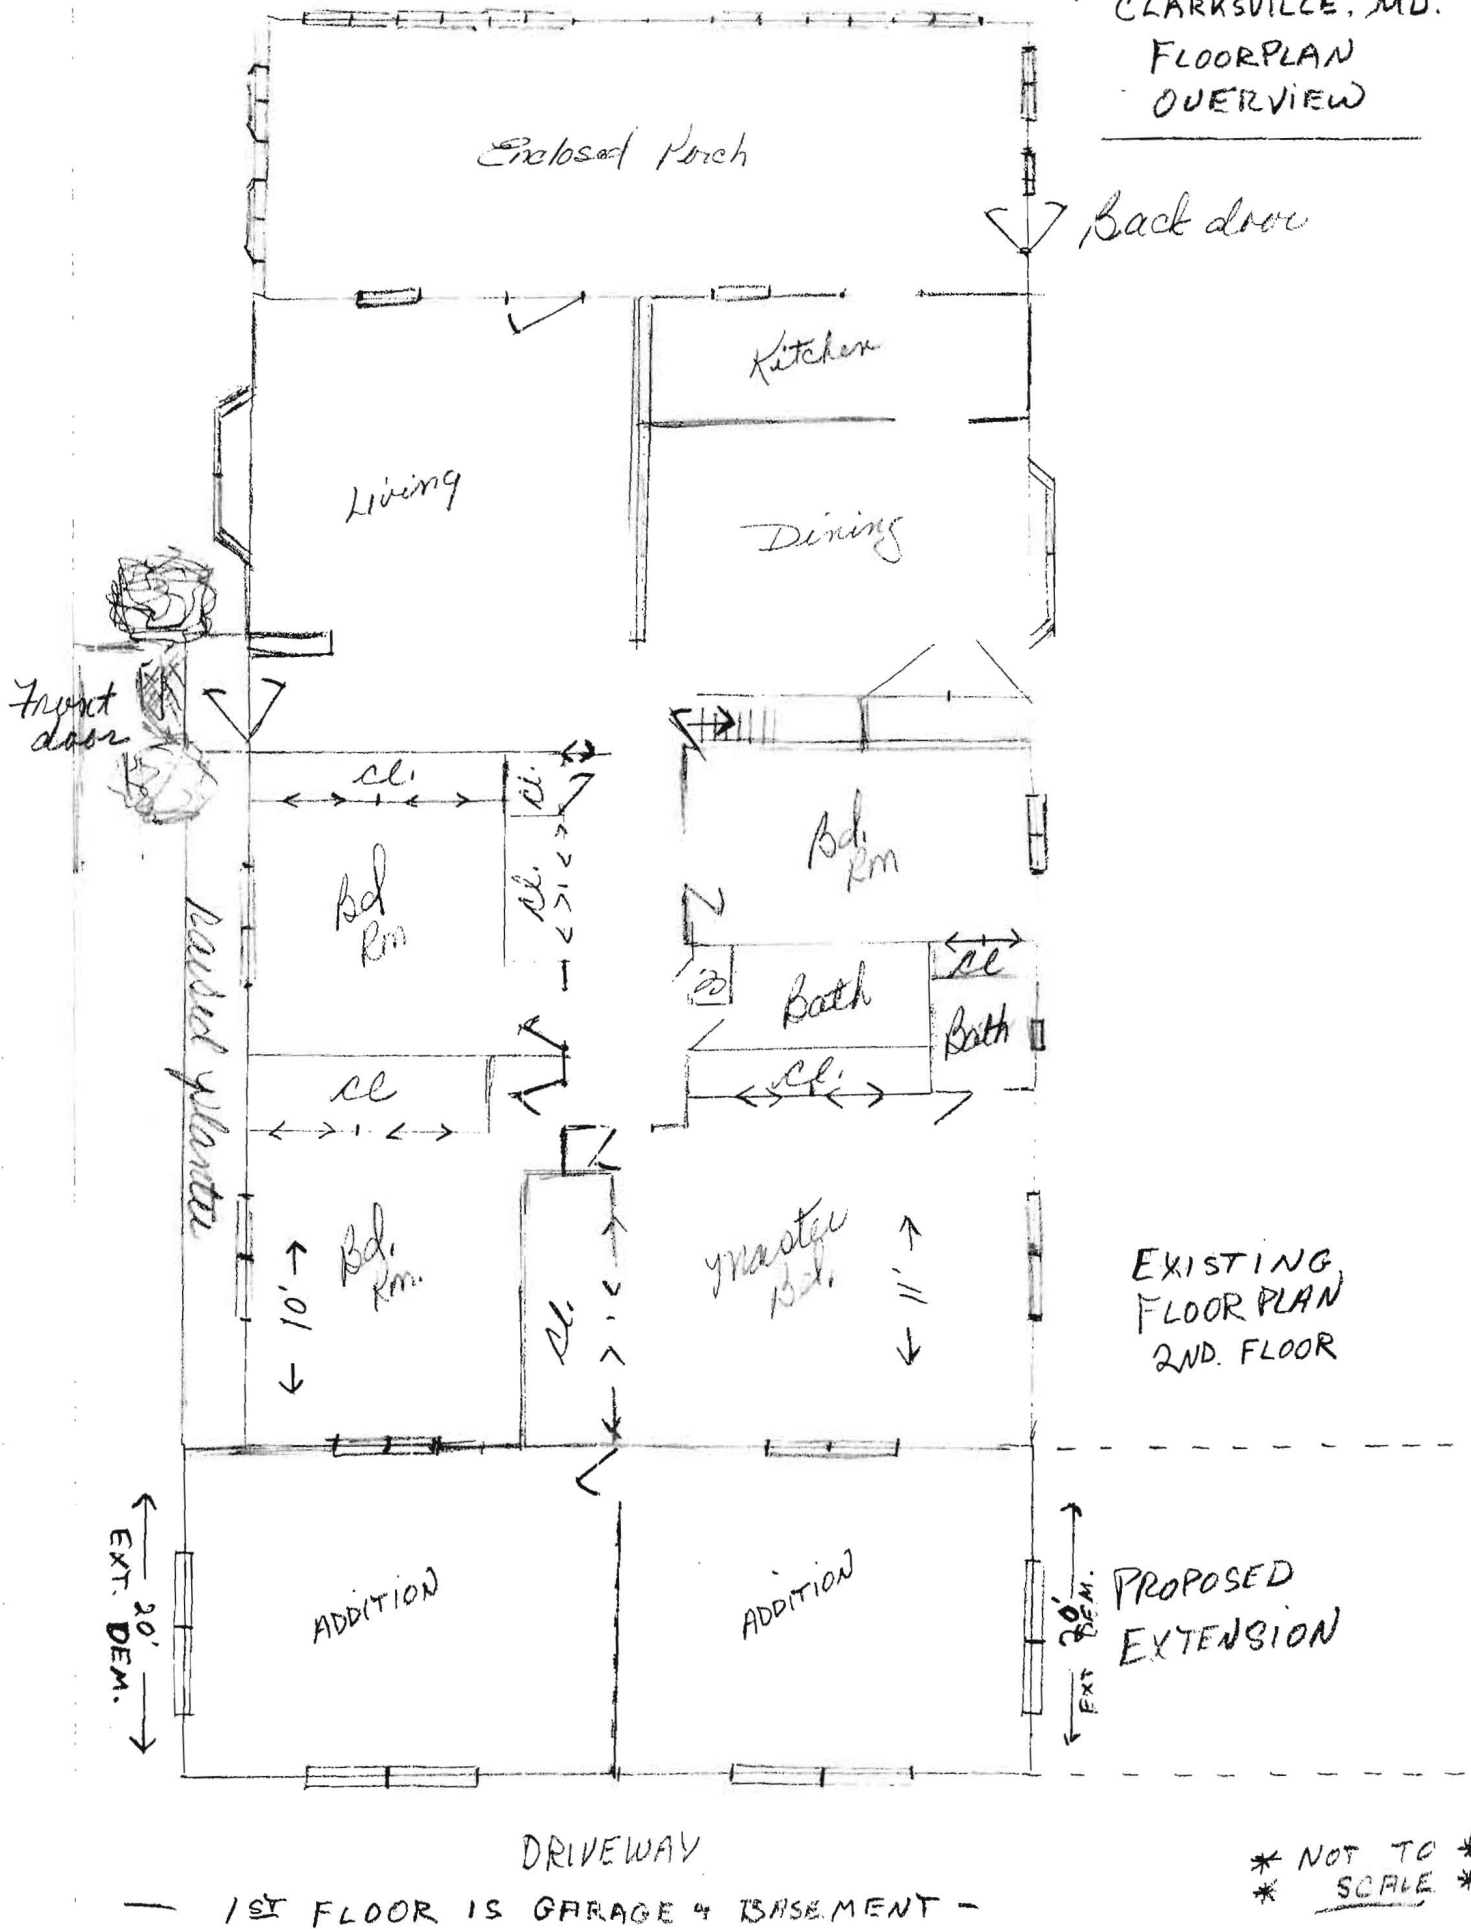 CLARKSVILLE, MD.
FLOORPLAN
OVERVIEW
Enclosed Porch
Back door
Kitchen
Living
Dining
Front
door
cl.
cl.
Bd.
Rm
Bd
Rm
cl.
raised planter
cl
Bath
Bath
cl
cl.
Bd.
Rm.
10'
Master
Bd.
11'
cl.
EXISTING
FLOOR PLAN
2ND. FLOOR
EXT. DEM.
20'
ADDITION
ADDITION
20'
EXT DEM.
PROPOSED
EXTENSION
DRIVEWAY
— 1ST FLOOR IS GARAGE & BASEMENT -
* NOT TO *
* SCALE *